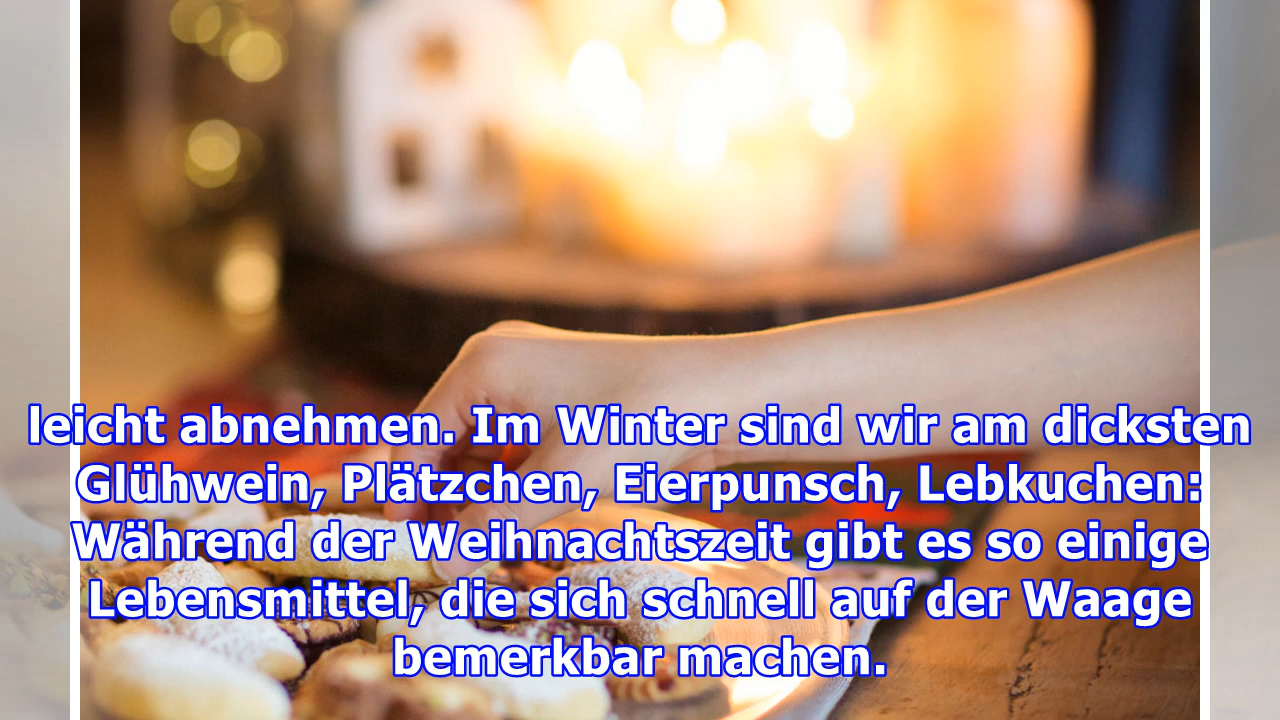 leicht abnehmen. Im Winter sind wir am dicksten
Glühwein, Plätzchen, Eierpunsch, Lebkuchen:
Während der Weihnachtszeit gibt es so einige
Lebensmittel, die sich schnell auf der Waage
bemerkbar machen.